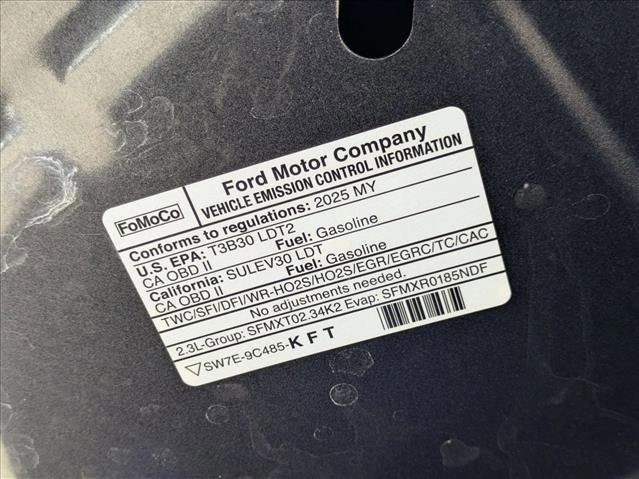 Ford Motor Company
FoMoCo VEHICLE EMISSION CONTROL INFORMATION
Conforms to regulations: 2025 MY
U.S. EPA: T3B30 LDT2 Fuel: Gasoline
CA OBD II
California: SULEV30 LDT Fuel: Gasoline
CA OBD II
TWC/SFI/DFI/WR-HO2S/HO2S/EGR/EGRC/TC/CAC
No adjustments needed.
2.3L-Group: SFMXT02.34K2 Evap: SFMXR0185NDF
SW7E-9C485-KFT